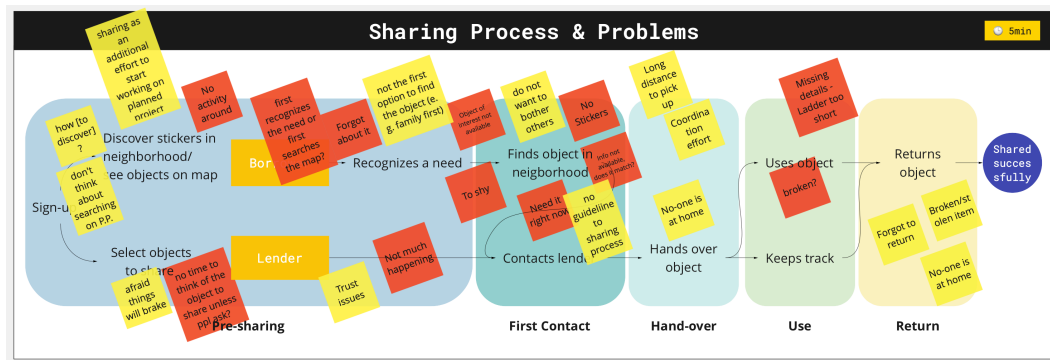 Sharing Process & Problems
5min
sharing as
an
additional
effort to
start
working on
planned
project
No
activity
around
how [to
discover]
?
Discover stickers in
neighborhood/
see objects on map
don't
think
about
searching
on P.P.
Sign-u
first
recognizes
the need or
first
searches
the map?
Forgot
about it
Bor
not the first
option to find
the object (e.
g. family first)
Object of
interest not
available
Recognizes a need
do not
want to
bother
others
No
Stickers
Finds object in
neigborhood
Info not
available,
does it match?
To shy
Need it
right now
no
guideline
to
sharing
process
Long
distance
to pick
up
Coordina
tion
effort
No-one is
at home
Missing
details -
Ladder too
short
Uses object
broken?
Returns
object
Shared
succes
sfully
Forgot to
return
Broken/st
olen item
No-one is
at home
Select objects
to share
afraid
things
will brake
no time to
think of the
object to
share unless
ppl ask?
Lender
Trust
issues
Not much
happening
Contacts lende
Hands over
object
Keeps track
Pre-sharing
First Contact
Hand-over
Use
Return